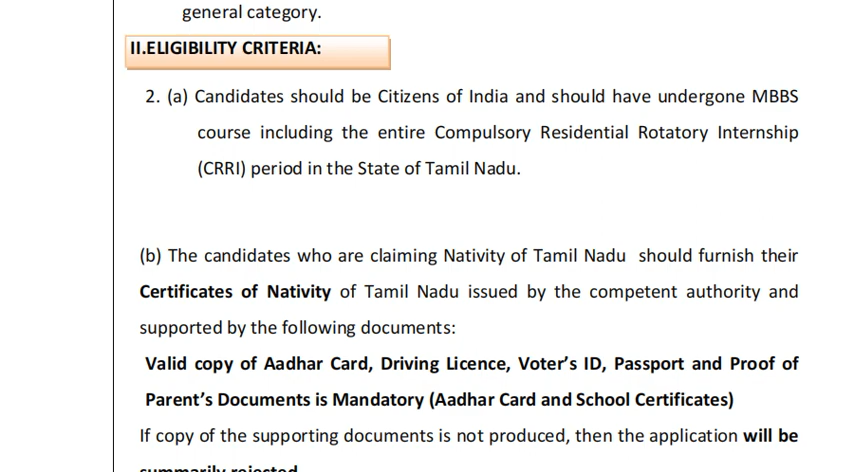 general category.
II.ELIGIBILITY CRITERIA:
2. (a) Candidates should be Citizens of India and should have undergone MBBS
course including the entire Compulsory Residential Rotatory Internship
(CRRI) period in the State of Tamil Nadu.
(b) The candidates who are claiming Nativity of Tamil Nadu should furnish their
Certificates of Nativity of Tamil Nadu issued by the competent authority and
supported by the following documents:
Valid copy of Aadhar Card, Driving Licence, Voter’s ID, Passport and Proof of
Parent’s Documents is Mandatory (Aadhar Card and School Certificates)
If copy of the supporting documents is not produced, then the application will be
summarily rejected